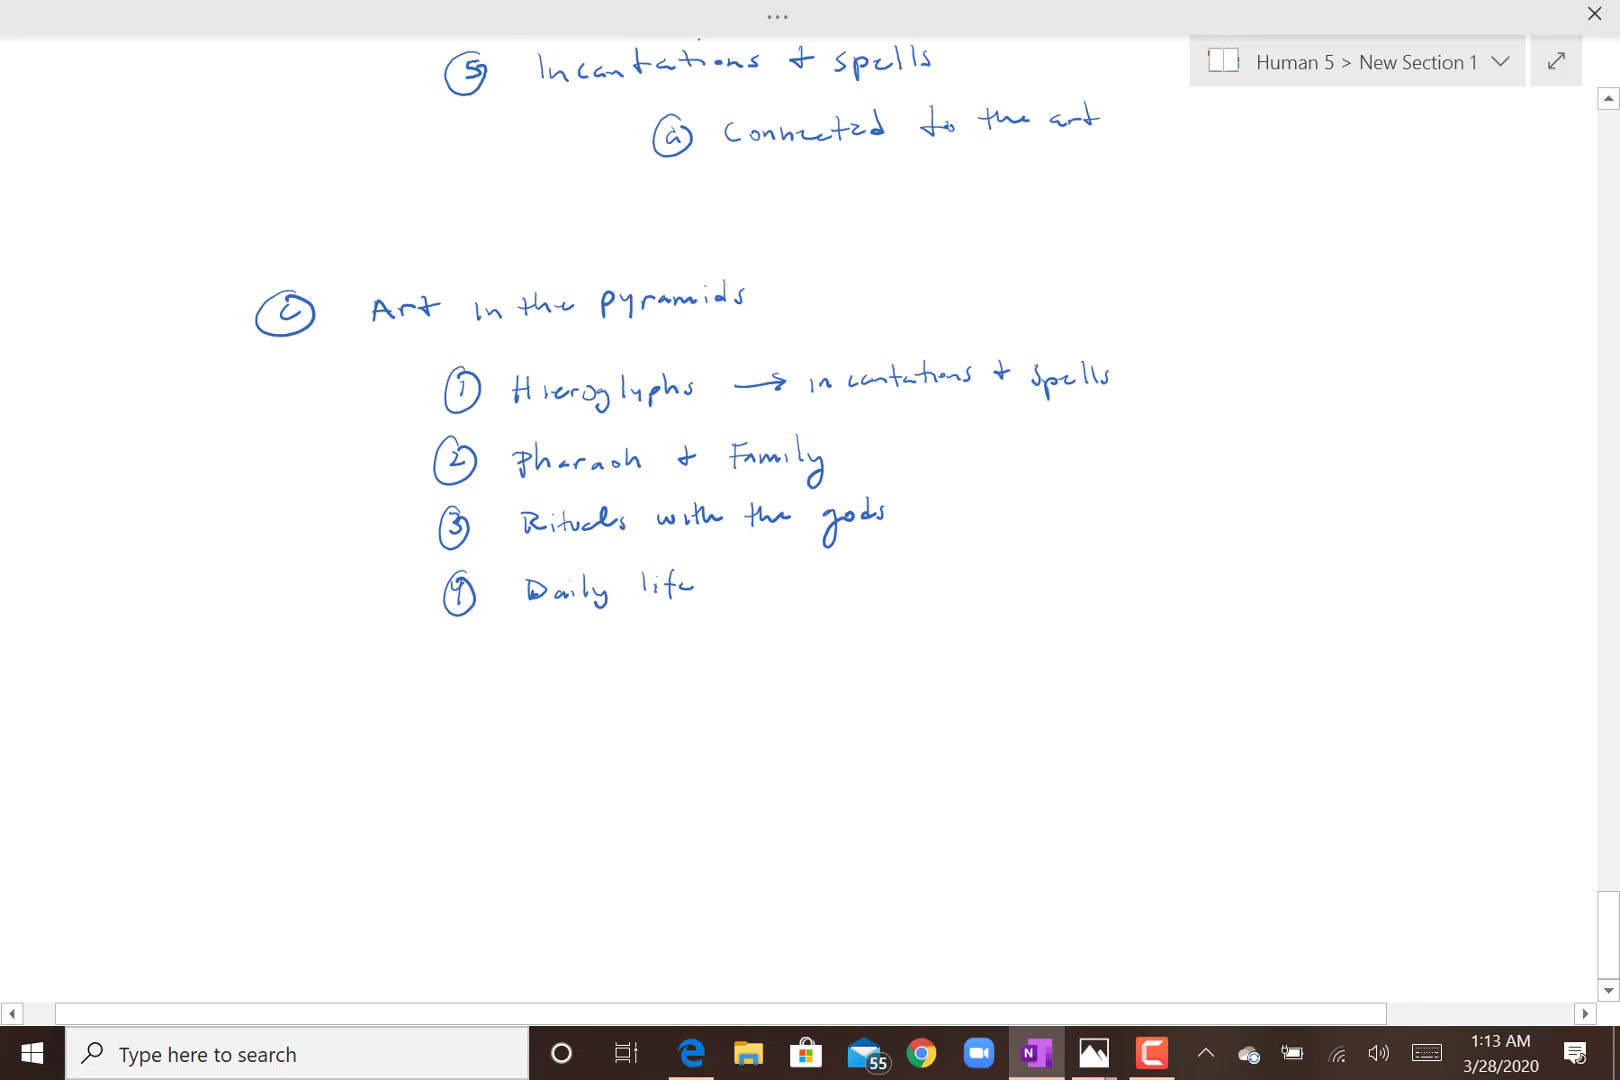 Human 5 > New Section 1
5 Incantations + spells
a Connected to the art
C Art in the pyramids
1 Hieroglyphs → incantations + spells
2 Pharaoh + Family
3 Rituals with the gods
4 Daily life
Type here to search
55
1:13 AM
3/28/2020